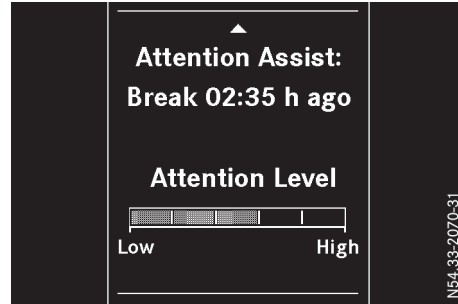 Attention Assist:
Break 02:35 h ago
Attention Level
Low High
N54.33-2070-31